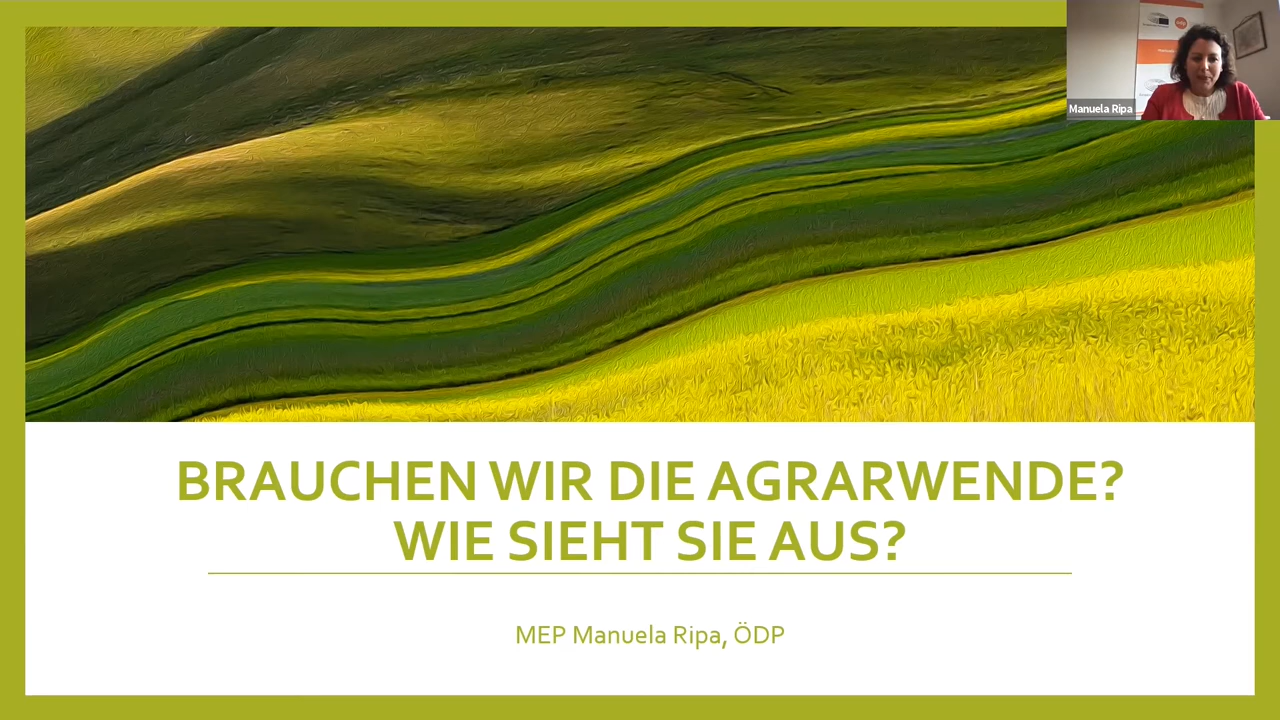 Manuela Ripa
BRAUCHEN WIR DIE AGRARWENDE?
WIE SIEHT SIE AUS?
MEP Manuela Ripa, ÖDP